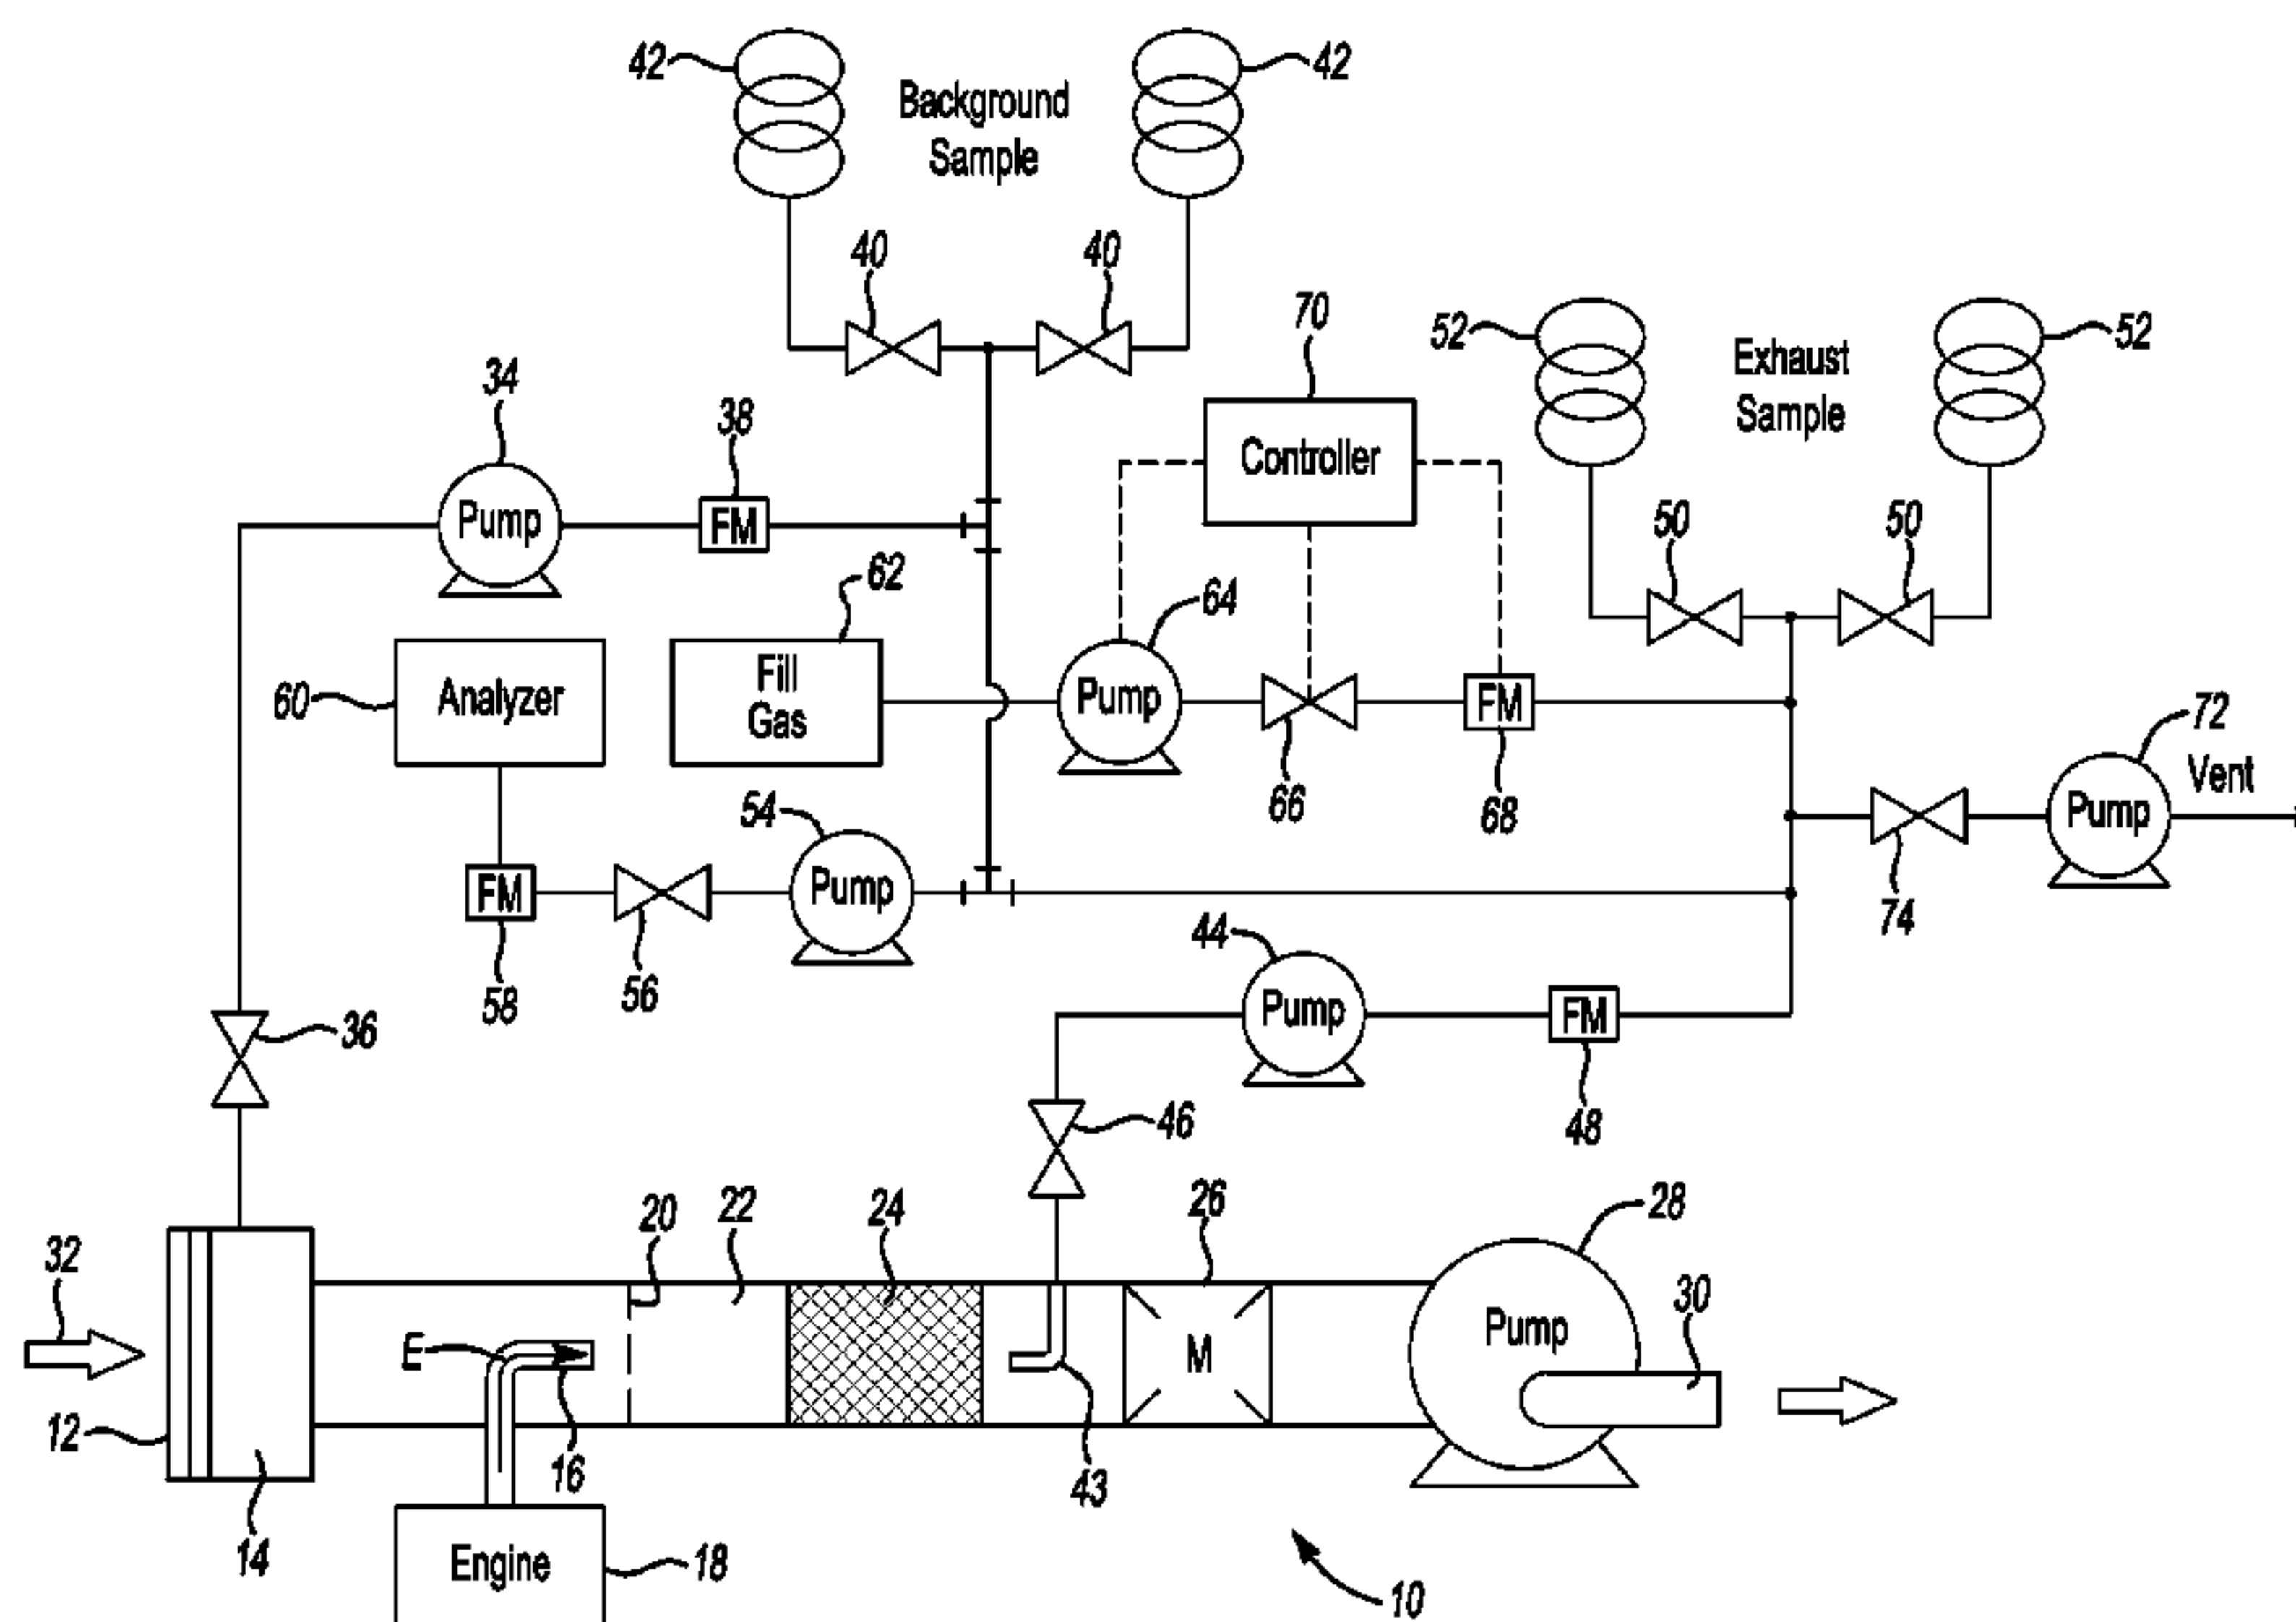 42
Background
Sample
42
40
40
70
52
Exhaust
Sample
52
34
38
Controller
Pump
FM
50
50
62
64
60
Analyzer
Fill
Gas
Pump
FM
72
Vent
54
66
68
Pump
FM
Pump
74
58
56
44
36
Pump
FM
46
48
32
20
22
24
26
28
30
E
M
Pump
12
16
43
14
Engine
18
10